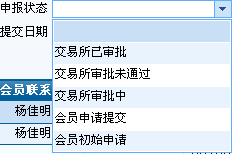 申报状态
提交日期
交易所已审批
交易所审批未通过
交易所审批中
会员申请提交
会员初始申请
会员联系
杨佳明
杨佳明